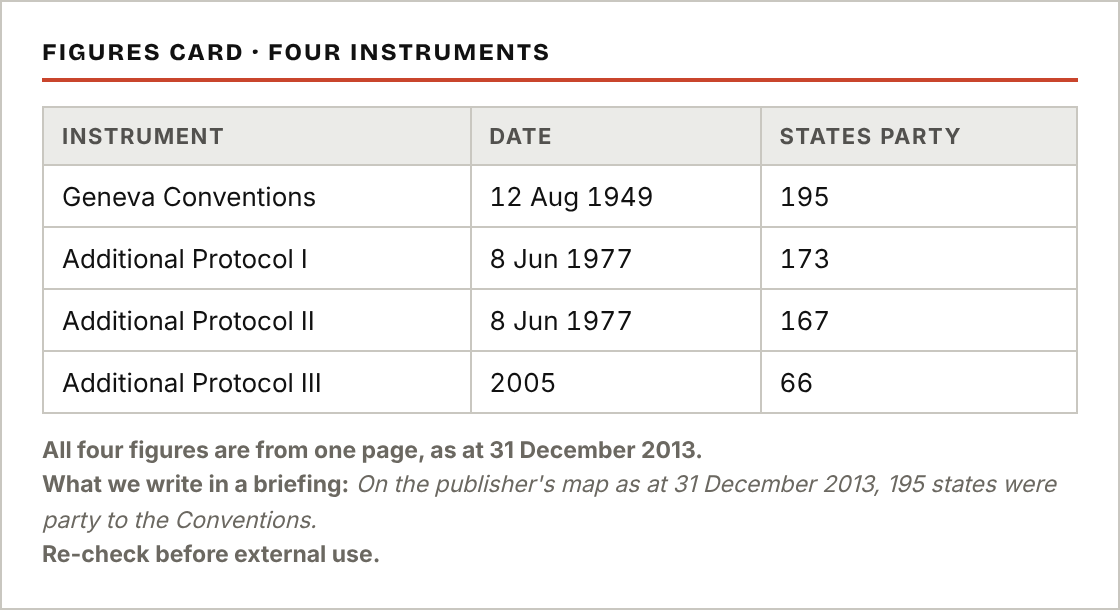 FIGURES CARD · FOUR INSTRUMENTS
INSTRUMENT DATE STATES PARTY
Geneva Conventions 12 Aug 1949 195
Additional Protocol I 8 Jun 1977 173
Additional Protocol II 8 Jun 1977 167
Additional Protocol III 2005 66
All four figures are from one page, as at 31 December 2013.
What we write in a briefing: On the publisher's map as at 31 December 2013, 195 states were
party to the Conventions.
Re-check before external use.